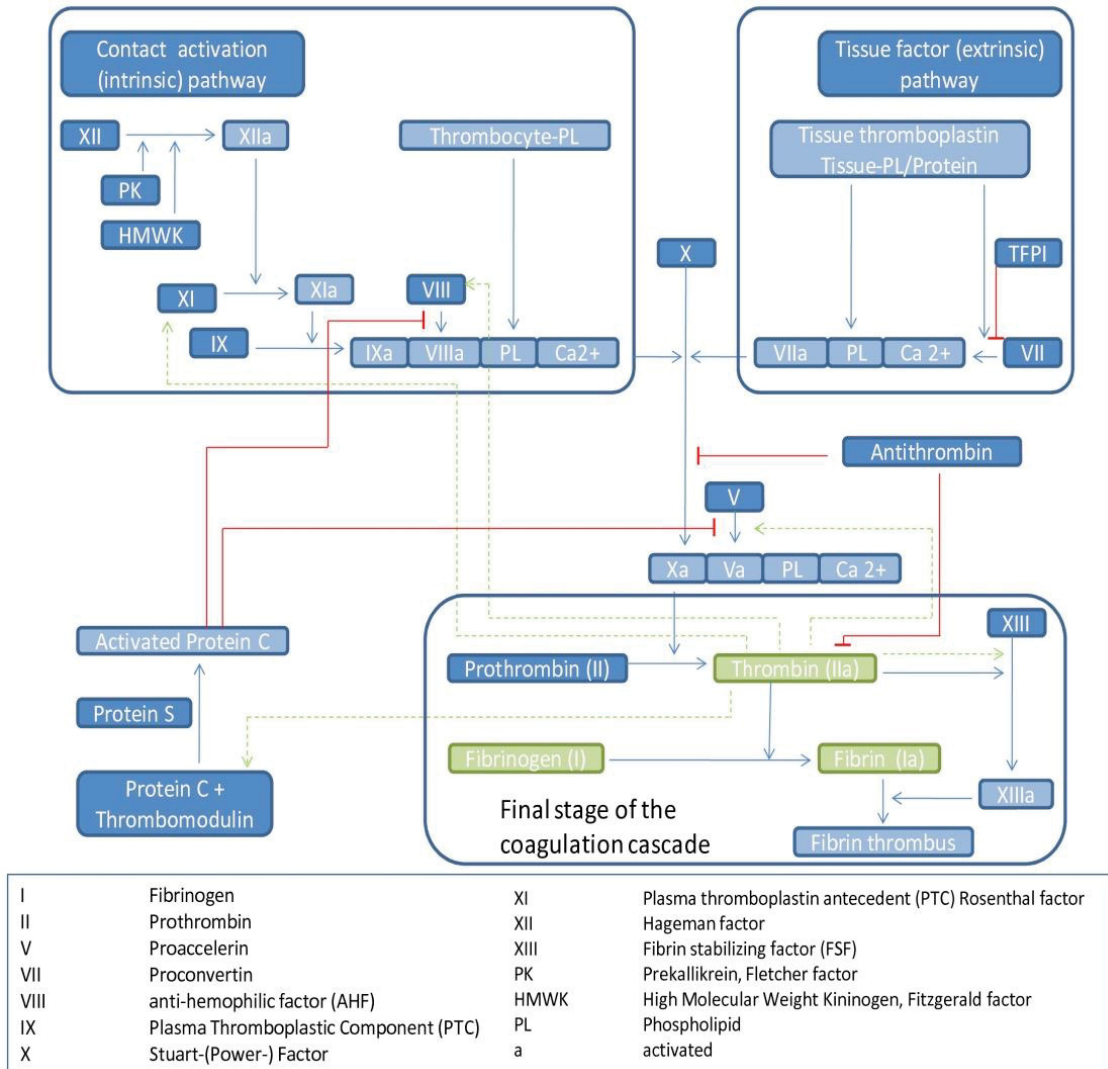 Contact activation
(intrinsic) pathway
Tissue factor (extrinsic)
pathway
XII
XIIa
Thrombocyte-PL
Tissue thromboplastin
Tissue-PL/Protein
PK
HMWK
X
TFPI
XI
XIa
VIII
IX
IXa
VIIIa
PL
Ca2+
VIIa
PL
Ca 2+
VII
Antithrombin
V
Xa
Va
PL
Ca 2+
Activated Protein C
XIII
Prothrombin (II)
Thrombin (IIa)
Protein S
Fibrinogen (I)
Fibrin (Ia)
Protein C +
Thrombomodulin
XIIIa
Final stage of the
coagulation cascade
Fibrin thrombus
I Fibrinogen
II Prothrombin
V Proaccelerin
VII Proconvertin
VIII anti-hemophilic factor (AHF)
IX Plasma Thromboplastic Component (PTC)
X Stuart-(Power-) Factor
XI Plasma thromboplastin antecedent (PTC) Rosenthal factor
XII Hageman factor
XIII Fibrin stabilizing factor (FSF)
PK Prekallikrein, Fletcher factor
HMWK High Molecular Weight Kininogen, Fitzgerald factor
PL Phospholipid
a activated